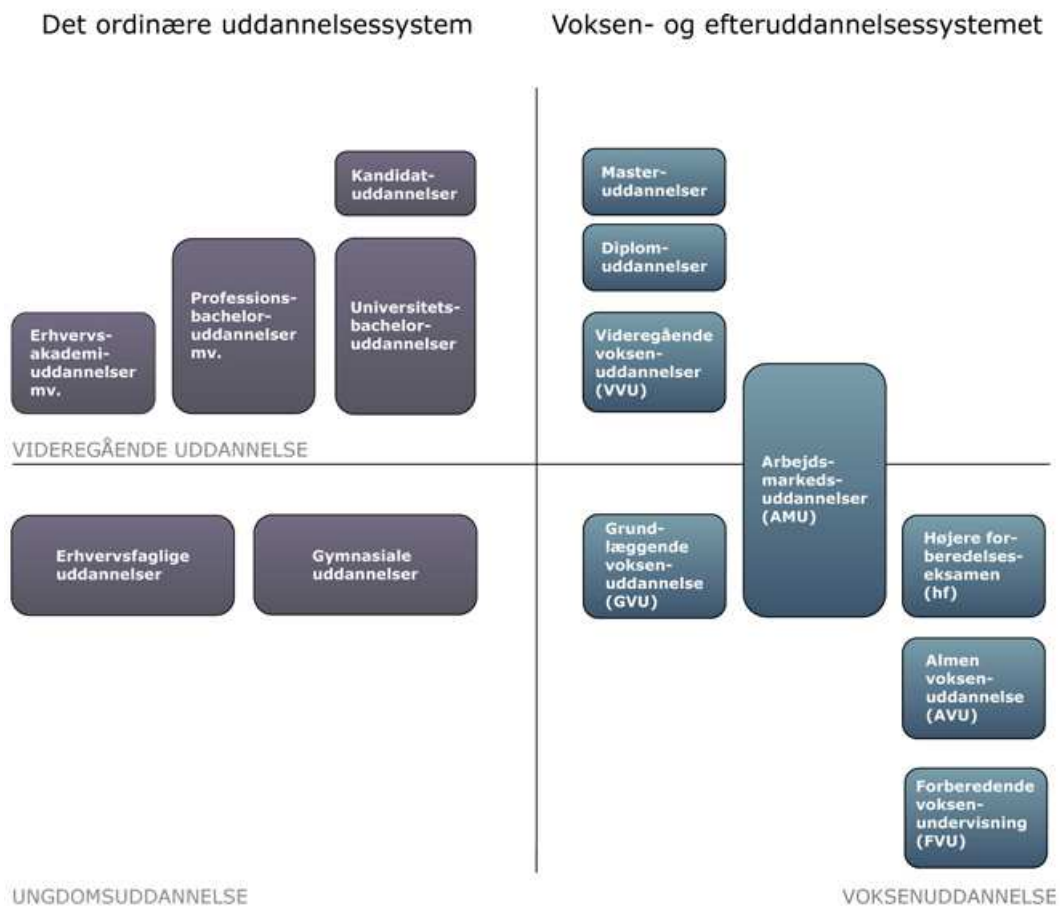 Det ordinære uddannelsessystem
Voksen- og efteruddannelsessystemet
Kandidat-
uddannelser
Professions-
bachelor-
uddannelser
mv.
Universitets-
bachelor-
uddannelser
Erhvervs-
akademi-
uddannelser
mv.
VIDEREGÅENDE UDDANNELSE
Erhvervsfaglige
uddannelser
Gymnasiale
uddannelser
UNGDOMSUDDANNELSE
Master-
uddannelser
Diplom-
uddannelser
Videregående
voksen-
uddannelser
(VVU)
Arbejds-
markeds-
uddannelser
(AMU)
Grund-
læggende
voksen-
uddannelse
(GVU)
Højere for-
beredelses-
eksamen
(hf)
Almen
voksen-
uddannelse
(AVU)
Forberedende
voksen-
undervisning
(FVU)
VOKSENUDDANNELSE